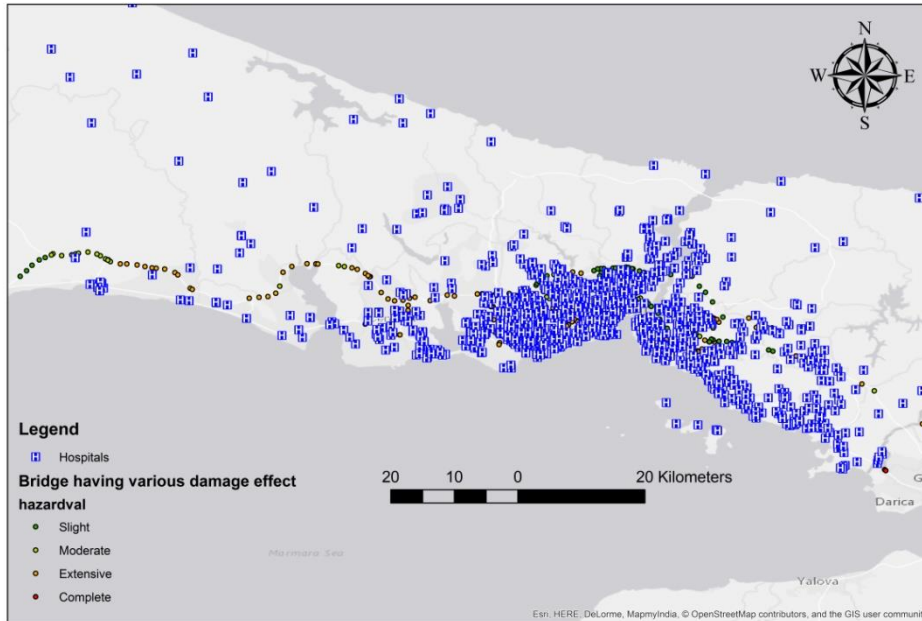 N
W E
S
Legend
H Hospitals
Bridge having various damage effect
hazardval
Slight
Moderate
Extensive
Complete
20 10 0 20 Kilometers
Marmara Sea
Darica
Yalova
Esri, HERE, DeLorme, MapmyIndia, © OpenStreetMap contributors, and the GIS user communit